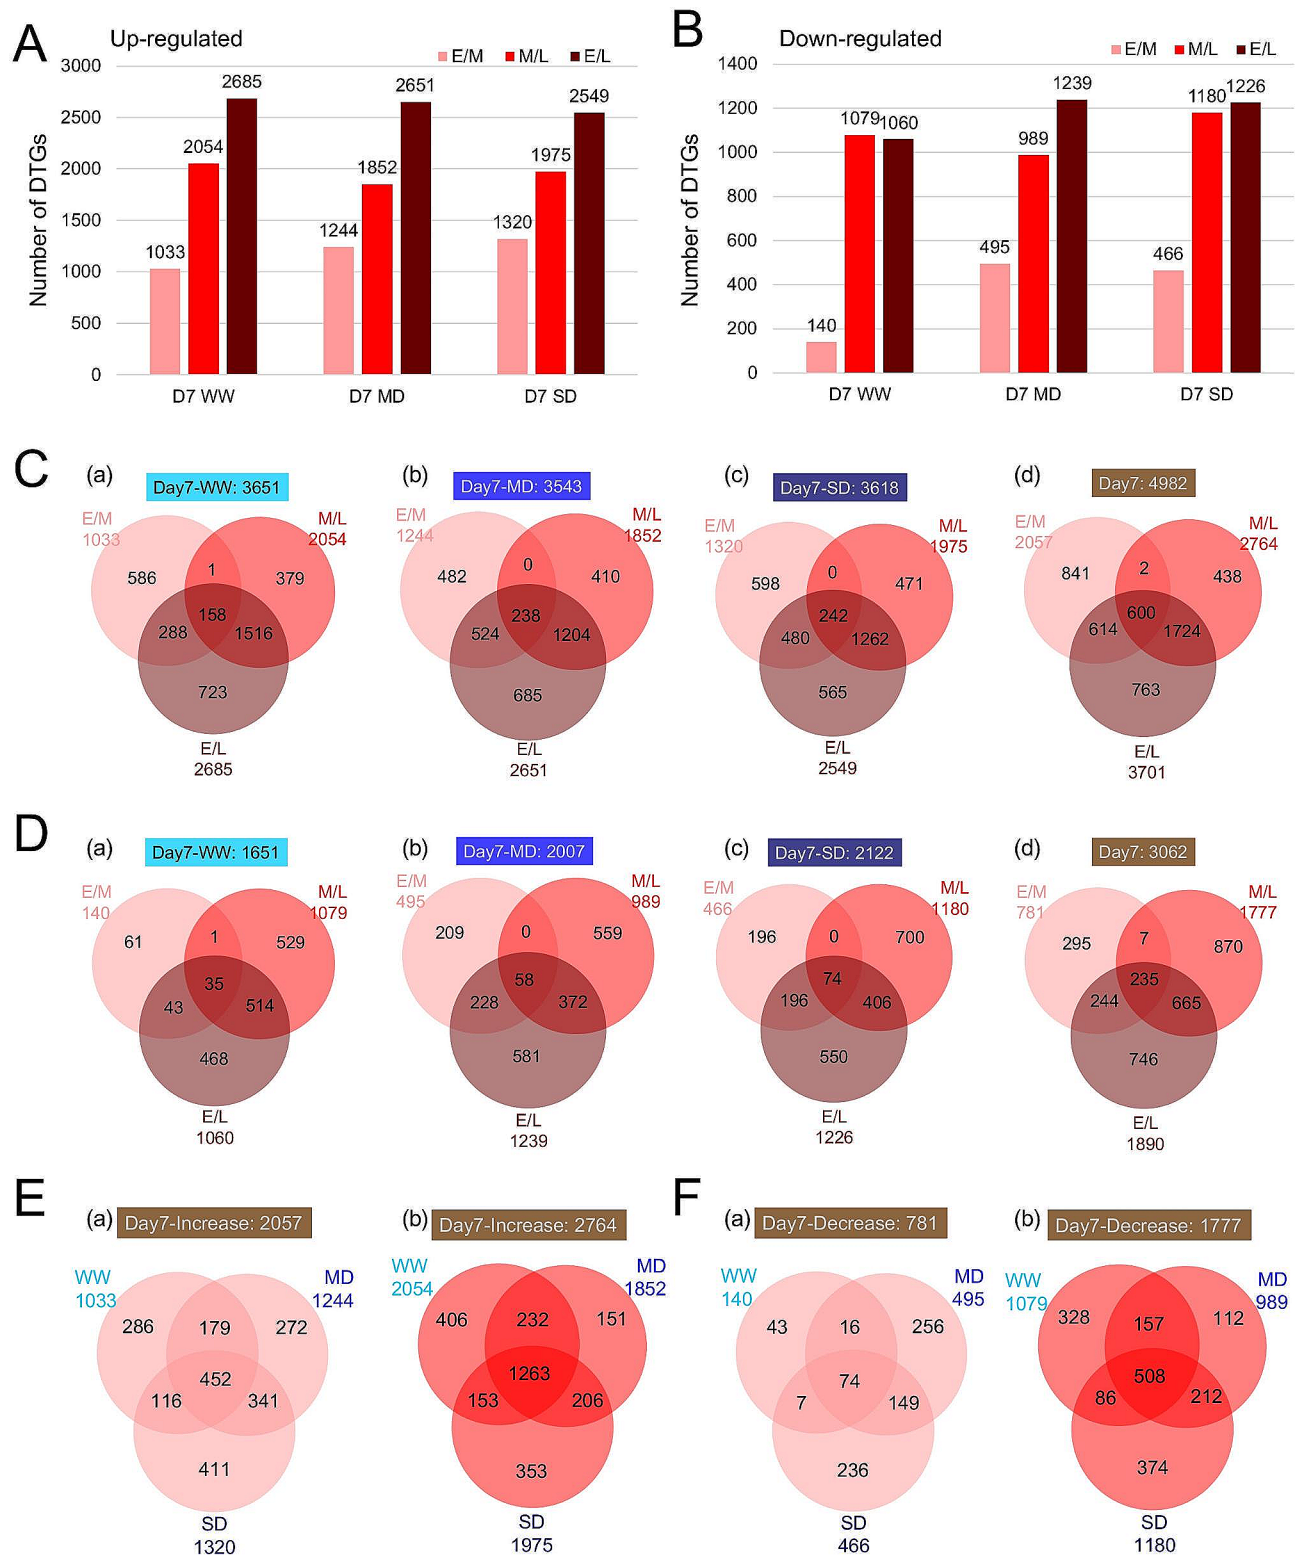 A
Up-regulated
E/M M/L E/L
Number of DTGs
3000
2500
2000
1500
1000
500
0
1033 2054 2685
1244 1852 2651
1320 1975 2549
D7 WW D7 MD D7 SD
B
Down-regulated
E/M M/L E/L
Number of DTGs
1400
1200
1000
800
600
400
200
0
140 1079 1060
495 989 1239
466 1180 1226
D7 WW D7 MD D7 SD
C
(a)
Day7-WW: 3651
E/M
1033
M/L
2054
586 1 379
158
288 1516
723
E/L
2685
(b)
Day7-MD: 3543
E/M
1244
M/L
1852
482 0 410
238
524 1204
685
E/L
2651
(c)
Day7-SD: 3618
E/M
1320
M/L
1975
598 0 471
242
480 1262
565
E/L
2549
(d)
Day7: 4982
E/M
2057
M/L
2764
841 2 438
600
614 1724
763
E/L
3701
D
(a)
Day7-WW: 1651
E/M
140
M/L
1079
61 1 529
35
43 514
468
E/L
1060
(b)
Day7-MD: 2007
E/M
495
M/L
989
209 0 559
58
228 372
581
E/L
1239
(c)
Day7-SD: 2122
E/M
466
M/L
1180
196 0 700
74
196 406
550
E/L
1226
(d)
Day7: 3062
E/M
781
M/L
1777
295 7 870
235
244 665
746
E/L
1890
E
(a)
Day7-Increase: 2057
WW
1033
MD
1244
286 179 272
452
116 341
411
SD
1320
(b)
Day7-Increase: 2764
WW
2054
MD
1852
406 232 151
1263
153 206
353
SD
1975
F
(a)
Day7-Decrease: 781
WW
140
MD
495
43 16 256
74
7 149
236
SD
466
(b)
Day7-Decrease: 1777
WW
1079
MD
989
328 157 112
508
86 212
374
SD
1180